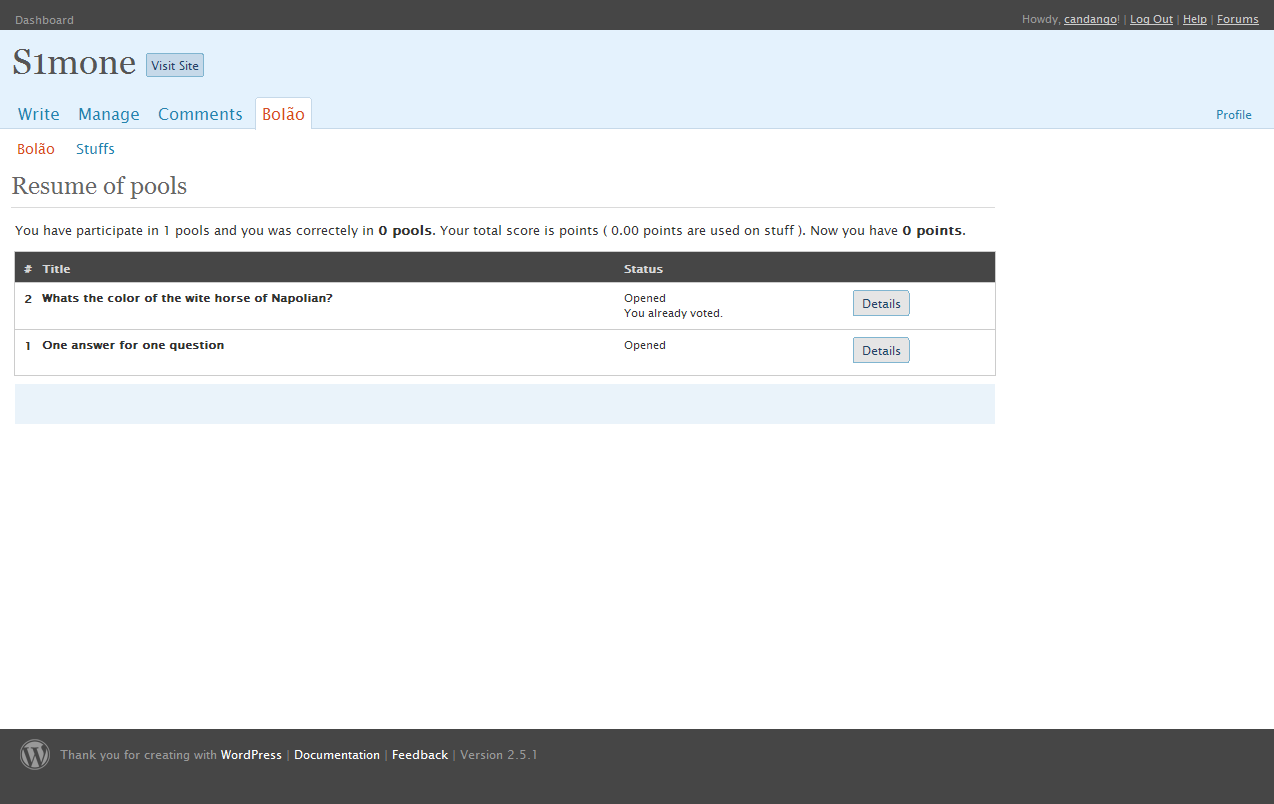 Dashboard Howdy, candango! | Log Out | Help | Forums
S1mone Visit Site
Write Manage Comments Bolão Profile
Bolão Stuffs
Resume of pools
You have participate in 1 pools and you was correctely in 0 pools. Your total score is points ( 0.00 points are used on stuff ). Now you have 0 points.
# Title Status
2 Whats the color of the wite horse of Napolian? Opened Details
You already voted.
1 One answer for one question Opened Details
Thank you for creating with WordPress | Documentation | Feedback | Version 2.5.1